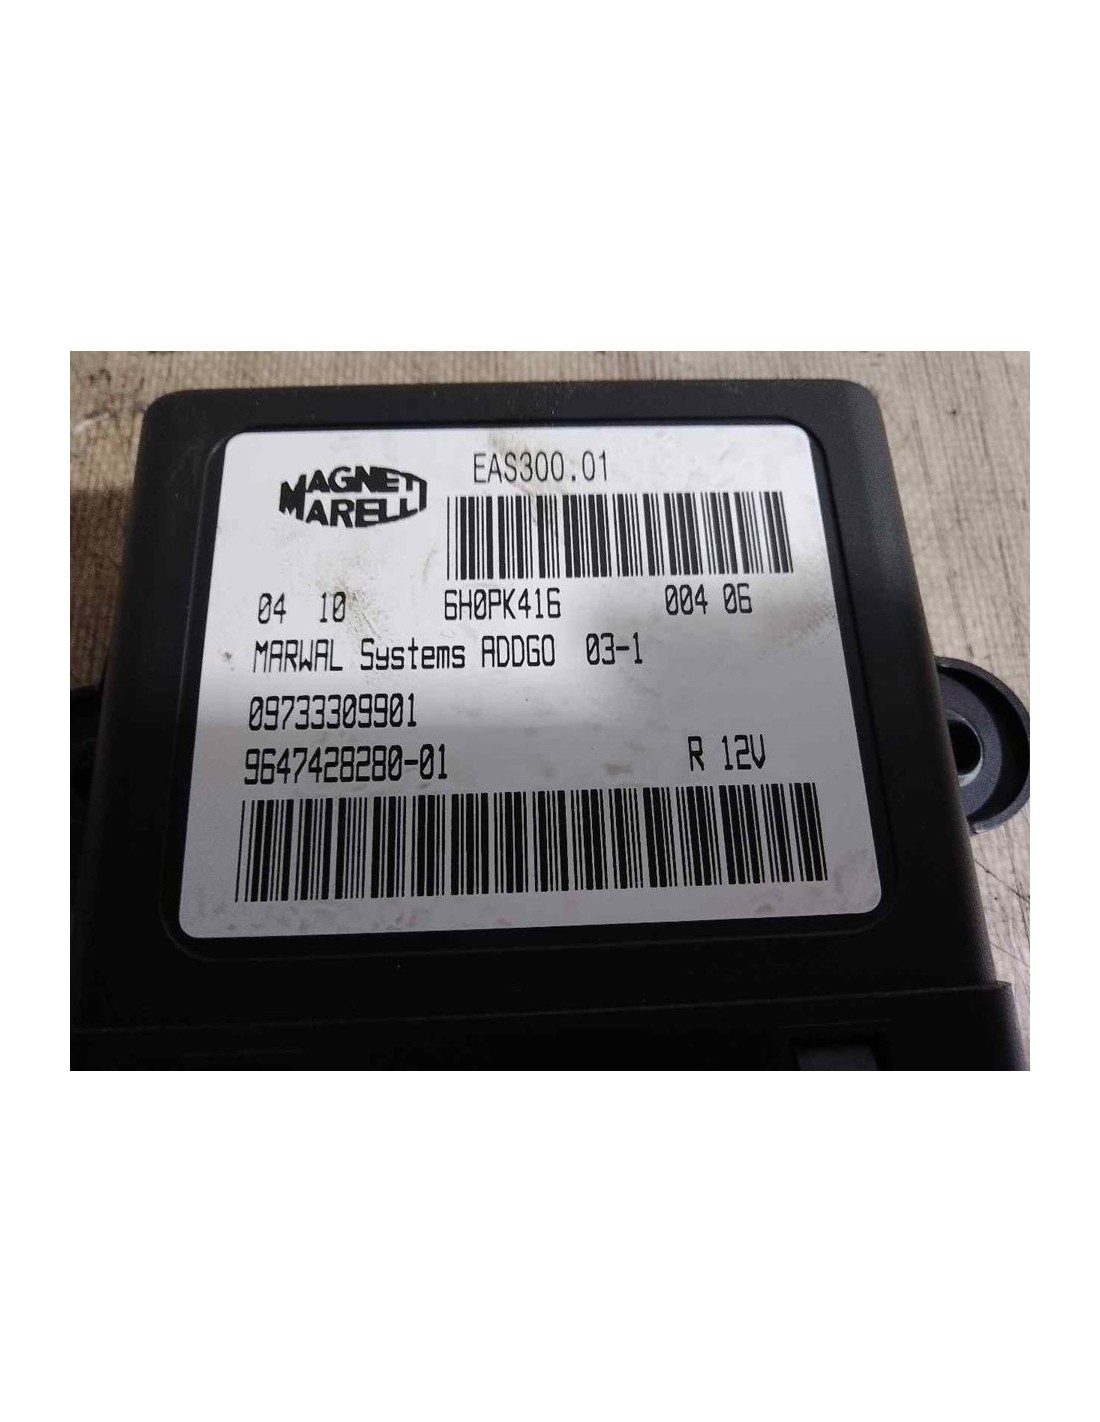 MAGNETI
MARELLI
EAS300.01
04 10 6H0PK416 004 06
MARWAL Systems ADDGO 03-1
09733309901
9647428280-01 R 12V